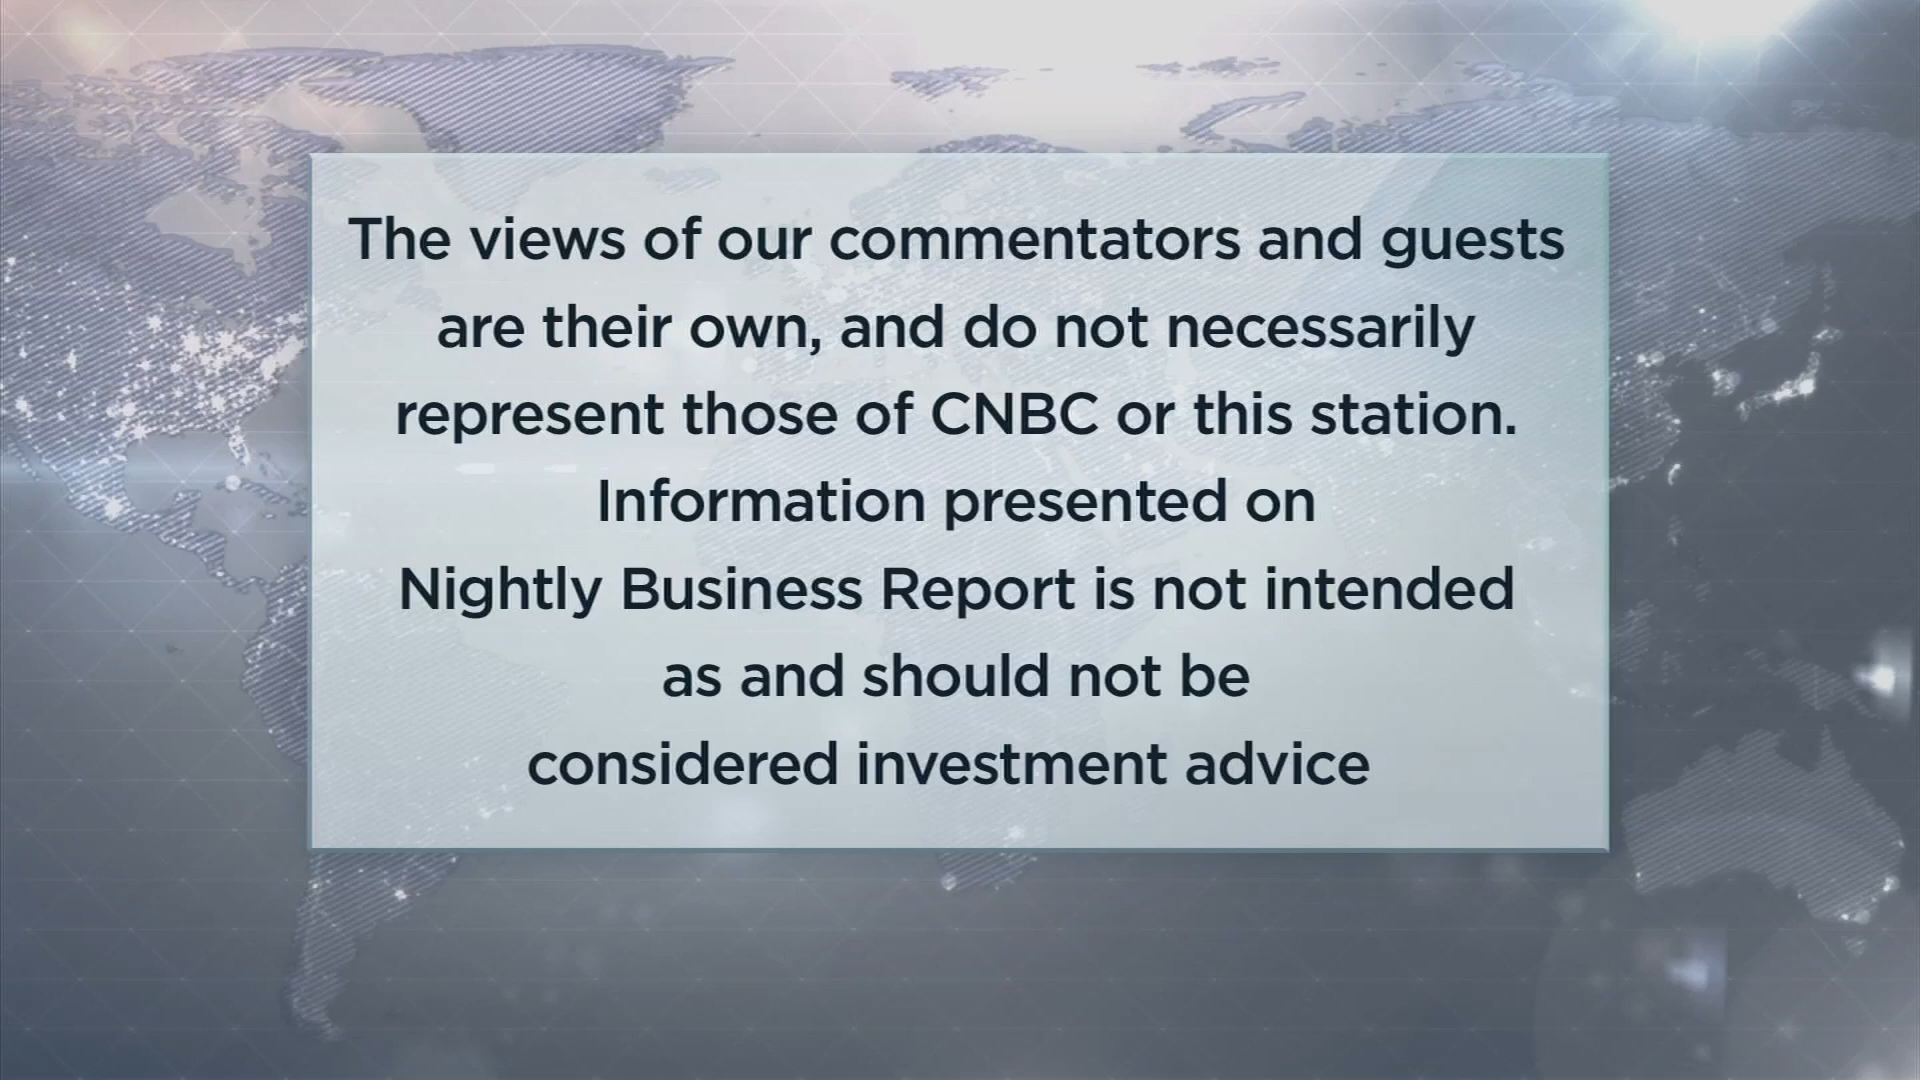 The views of our commentators and guests
are their own, and do not necessarily
represent those of CNBC or this station.
Information presented on
Nightly Business Report is not intended
as and should not be
considered investment advice